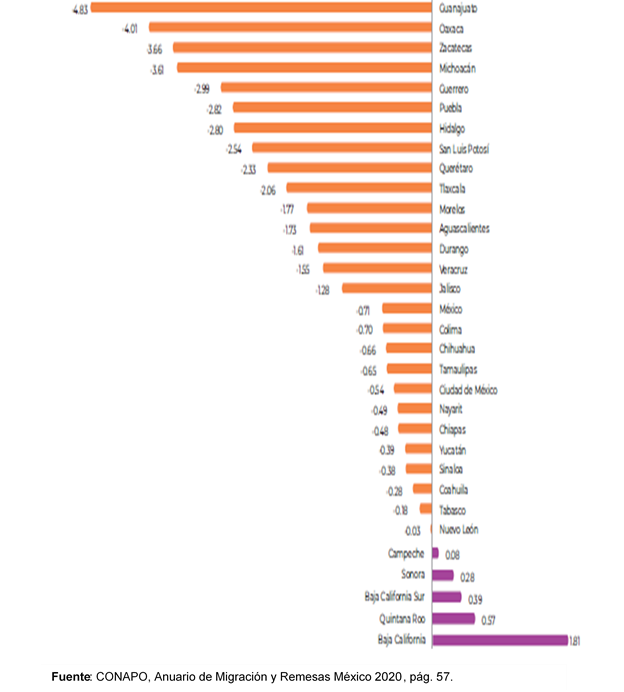 -4.83 Guanajuato
-4.01 Oaxaca
-3.66 Zacatecas
-3.61 Michoacán
-2.99 Guerrero
-2.82 Puebla
-2.80 Hidalgo
-2.54 San Luis Potosí
-2.33 Querétaro
-2.06 Tlaxcala
-1.77 Morelos
-1.73 Aguascalientes
-1.61 Durango
-1.55 Veracruz
-1.28 Jalisco
-0.71 México
-0.70 Colima
-0.66 Chihuahua
-0.65 Tamaulipas
-0.54 Ciudad de México
-0.49 Nayarit
-0.48 Chiapas
-0.39 Yucatán
-0.38 Sinaloa
-0.28 Coahuila
-0.18 Tabasco
-0.03 Nuevo León
Campeche 0.08
Sonora 0.28
Baja California Sur 0.39
Quintana Roo 0.57
Baja California 1.81
Fuente: CONAPO, Anuario de Migración y Remesas México 2020, pág. 57.